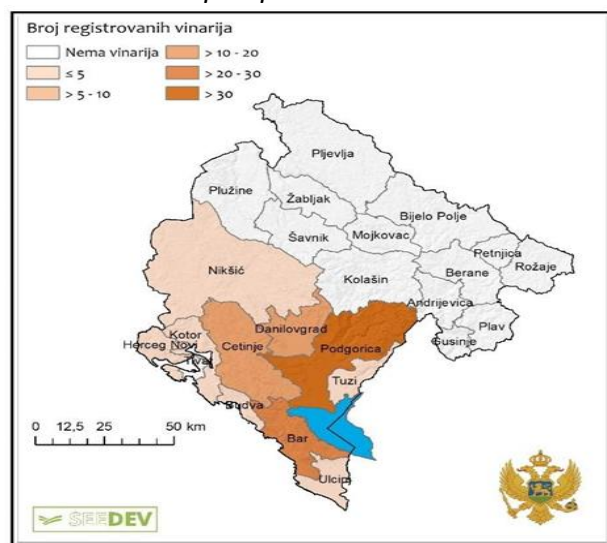 Broj registrovanih vinarija
Nema vinarija
≤ 5
> 5 - 10
> 10 - 20
> 20 - 30
> 30
Pljevlja
Plužine
Žabljak
Bijelo Polje
Šavnik
Mojkovac
Petnjica
Rožaje
Berane
Nikšić
Kolašin
Andrijevica
Plav
Gusinje
Danilovgrad
Podgorica
Kotor
Herceg Novi
Cetinje
Tivat
Tuzi
Budva
Bar
Ulcinj
0 12,5 25 50 km
SEEDEV